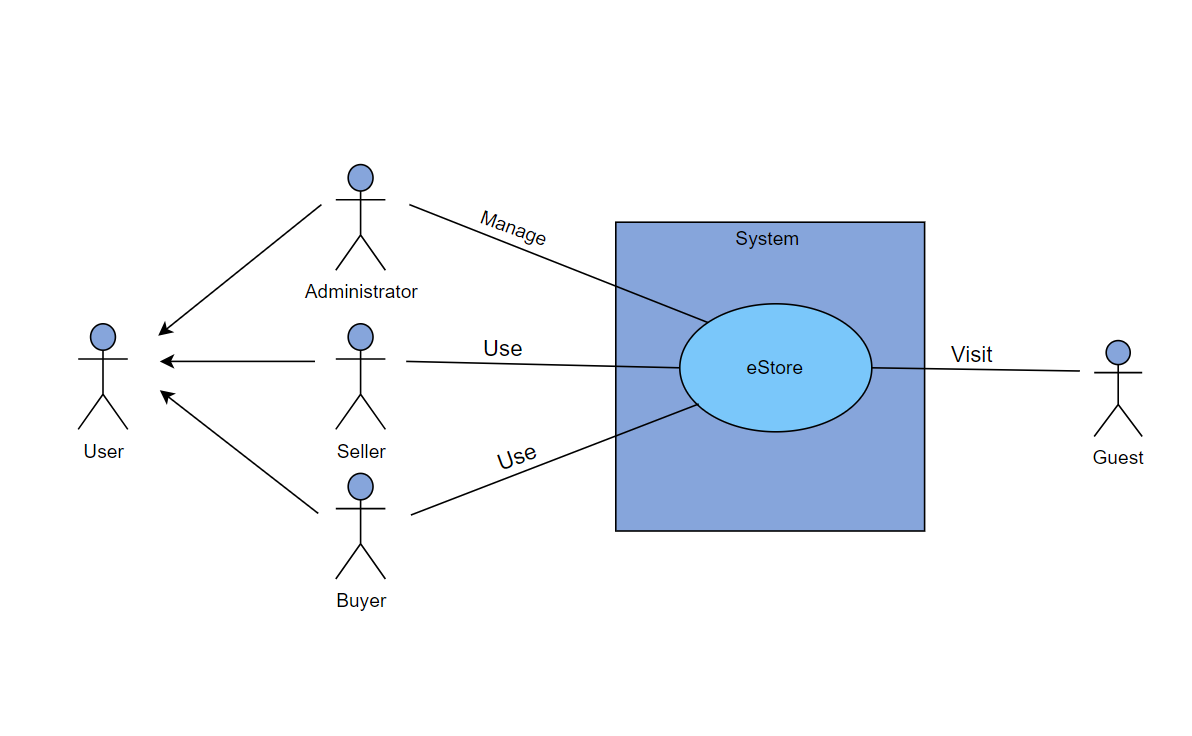 Manage
System
Administrator
Use
Visit
eStore
User
Seller
Use
Guest
Buyer